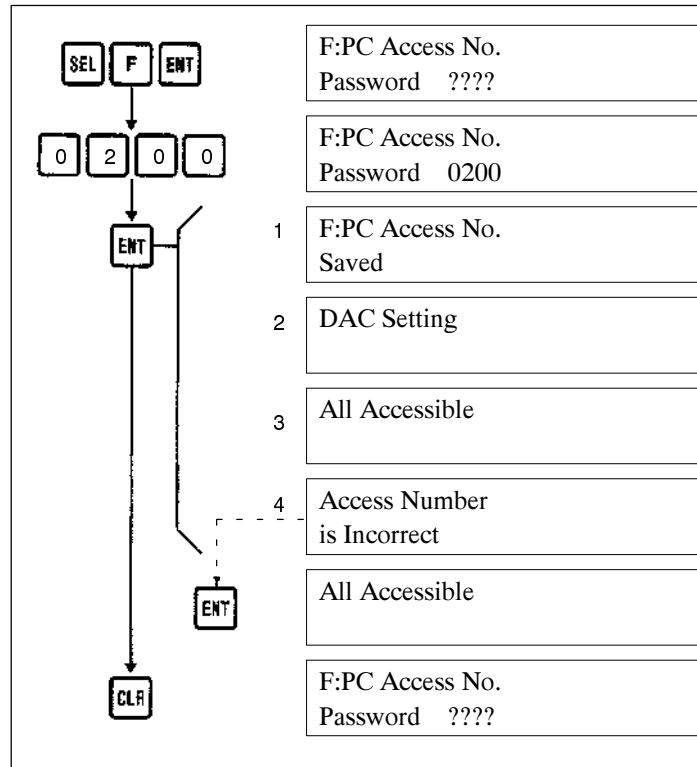 SEL F ENT
F:PC Access No.
Password ????
0 2 0 0
F:PC Access No.
Password 0200
ENT
1
F:PC Access No.
Saved
2
DAC Setting
3
All Accessible
4
Access Number
is Incorrect
ENT
All Accessible
CLR
F:PC Access No.
Password ????